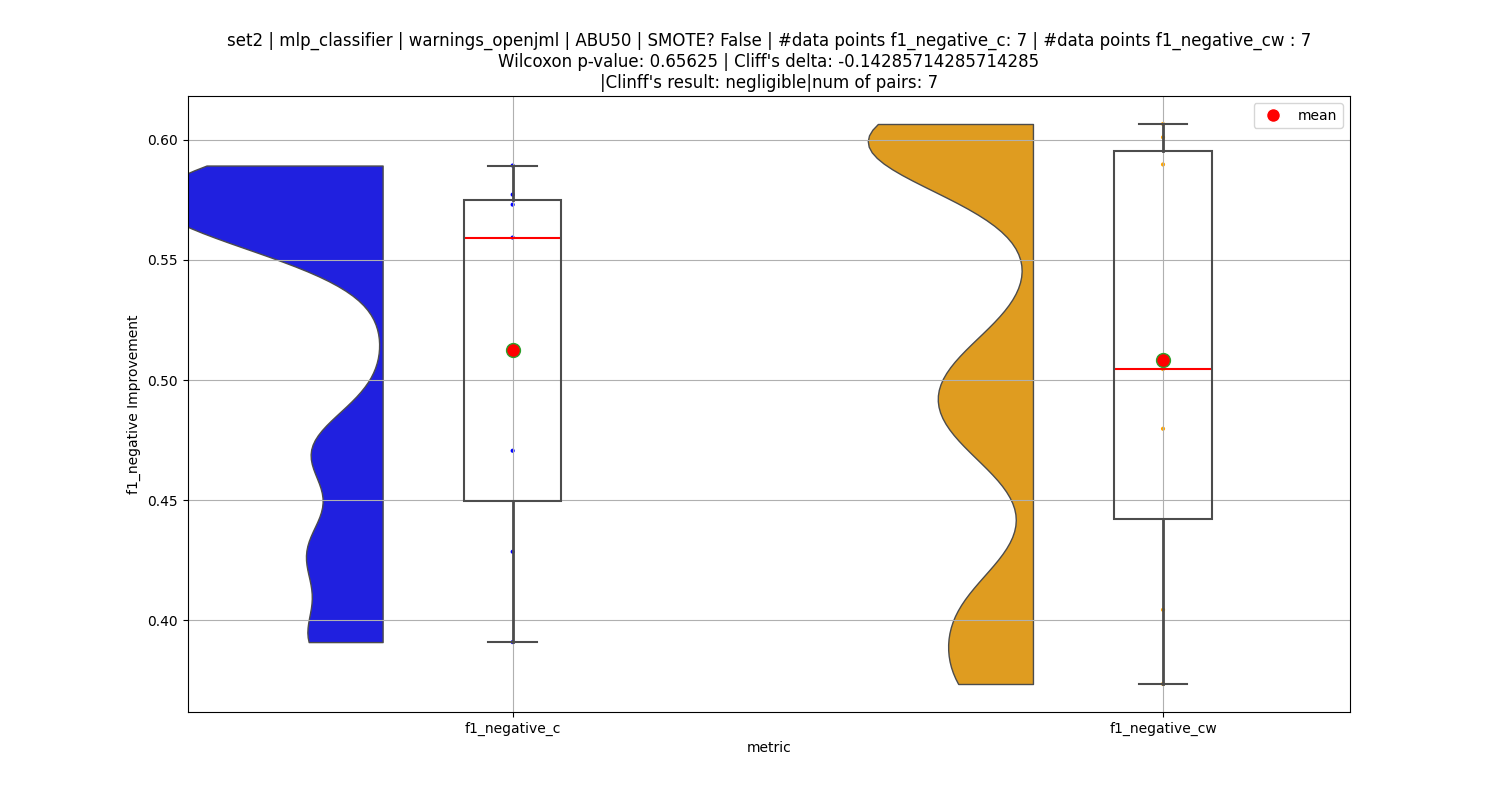 set2 | mlp_classifier | warnings_openjml | ABU50 | SMOTE? False | #data points f1_negative_c: 7 | #data points f1_negative_cw : 7
Wilcoxon p-value: 0.65625 | Cliff's delta: -0.14285714285714285
|Clinff's result: negligible|num of pairs: 7
mean
0.60
0.55
0.50
0.45
0.40
f1_negative Improvement
f1_negative_c
f1_negative_cw
metric